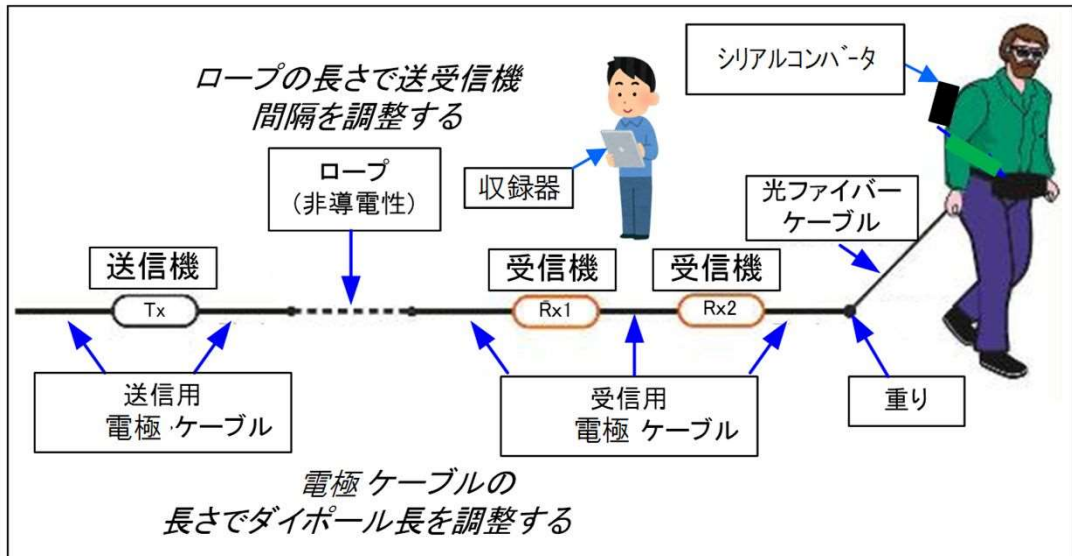 ロープの長さで送受信機
間隔を調整する
シリアルコンバータ
ロープ
(非導電性)
収録器
光ファイバー
ケーブル
送信機
受信機
受信機
Tx
Rx1
Rx2
送信用
電極 ケーブル
受信用
電極 ケーブル
重り
電極 ケーブルの
長さでダイポール長を調整する